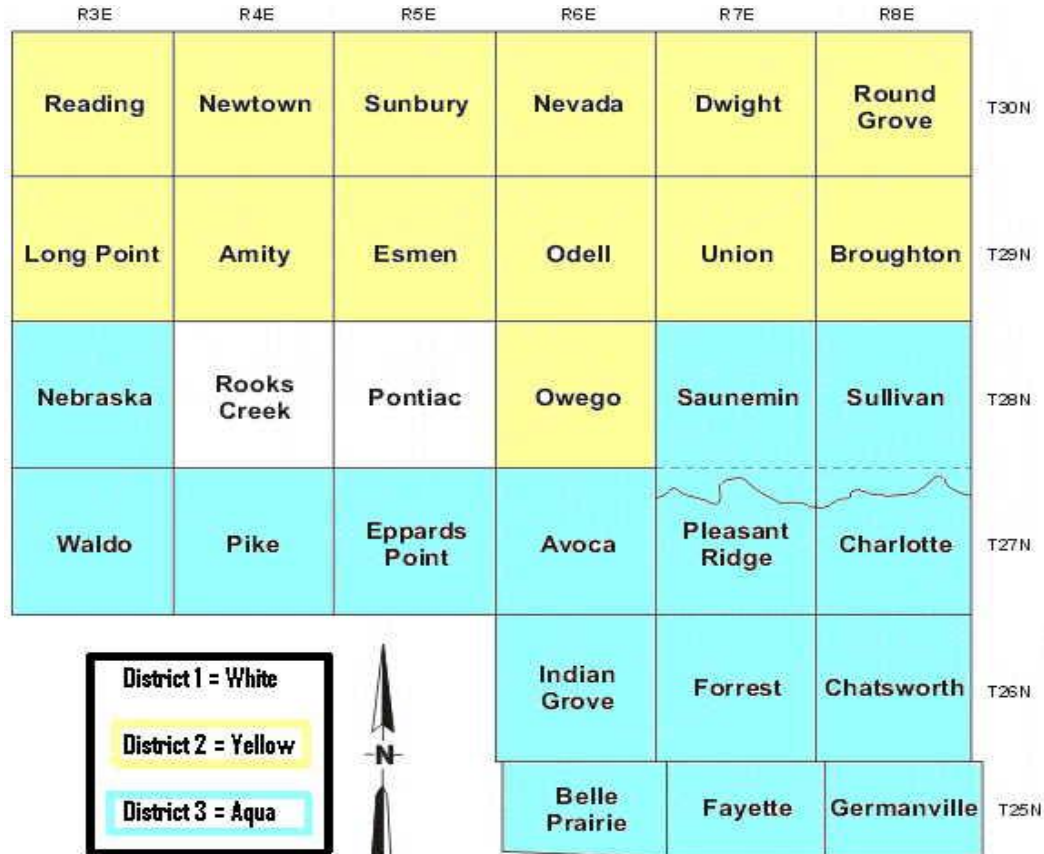 R3E R4E R5E R6E R7E R8E
Reading Newtown Sunbury Nevada Dwight Round
Grove T30N
Long Point Amity Esmen Odell Union Broughton T29N
Nebraska Rooks
Creek Pontiac Owego Saunemin Sullivan T28N
Waldo Pike Eppards
Point Avoca Pleasant
Ridge Charlotte T27N
Indian
Grove Forrest Chatsworth T26N
Belle
Prairie Fayette Germanville T25N
District 1 = White
District 2 = Yellow
District 3 = Aqua
N